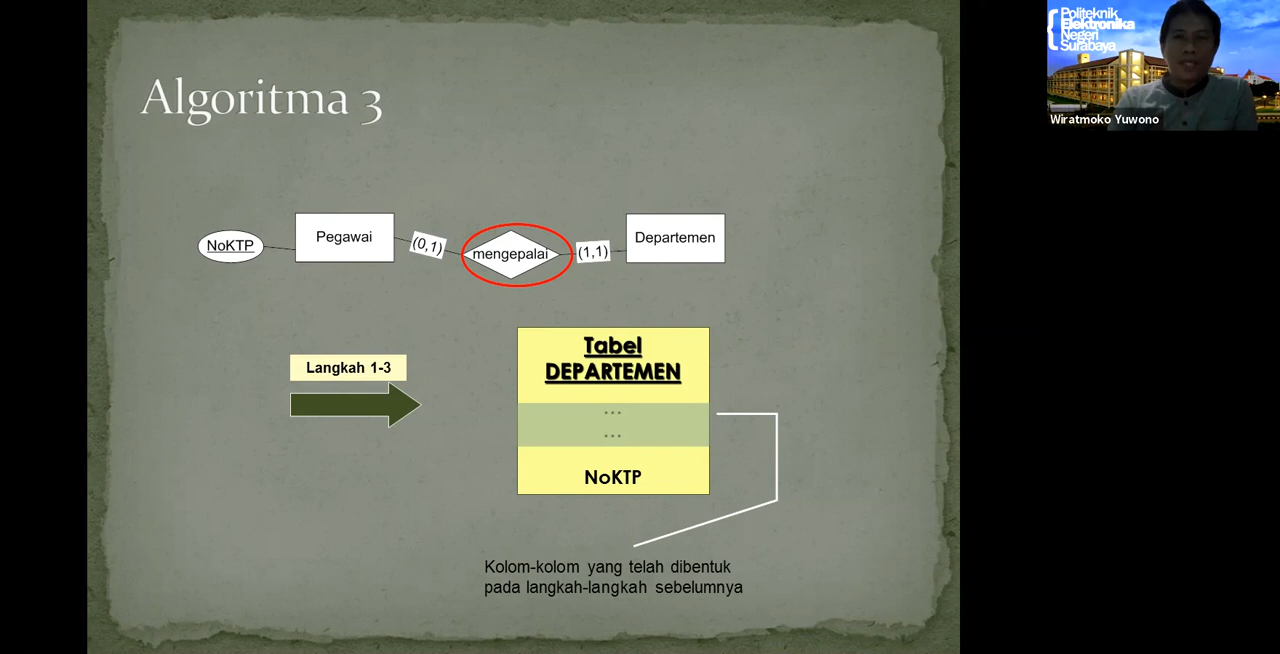 Algoritma 3
NoKTP
Pegawai
(0,1)
mengepalai
(1,1)
Departemen
Langkah 1-3
Tabel
DEPARTEMEN
...
...
NoKTP
Kolom-kolom yang telah dibentuk
pada langkah-langkah sebelumnya
Politeknik
Elektronika
Negeri
Surabaya
Wiratmoko Yuwono